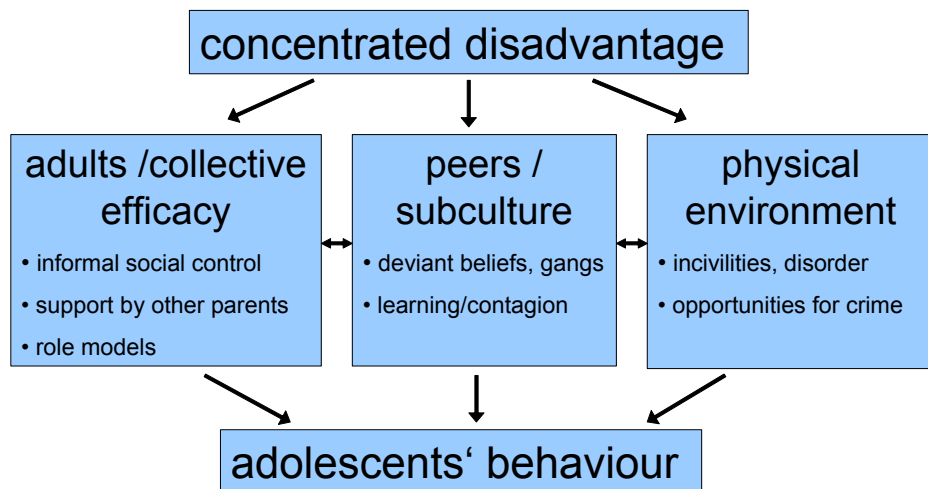 concentrated disadvantage
adults /collective
efficacy
• informal social control
• support by other parents
• role models
peers /
subculture
• deviant beliefs, gangs
• learning/contagion
physical
environment
• incivilities, disorder
• opportunities for crime
adolescents‘ behaviour